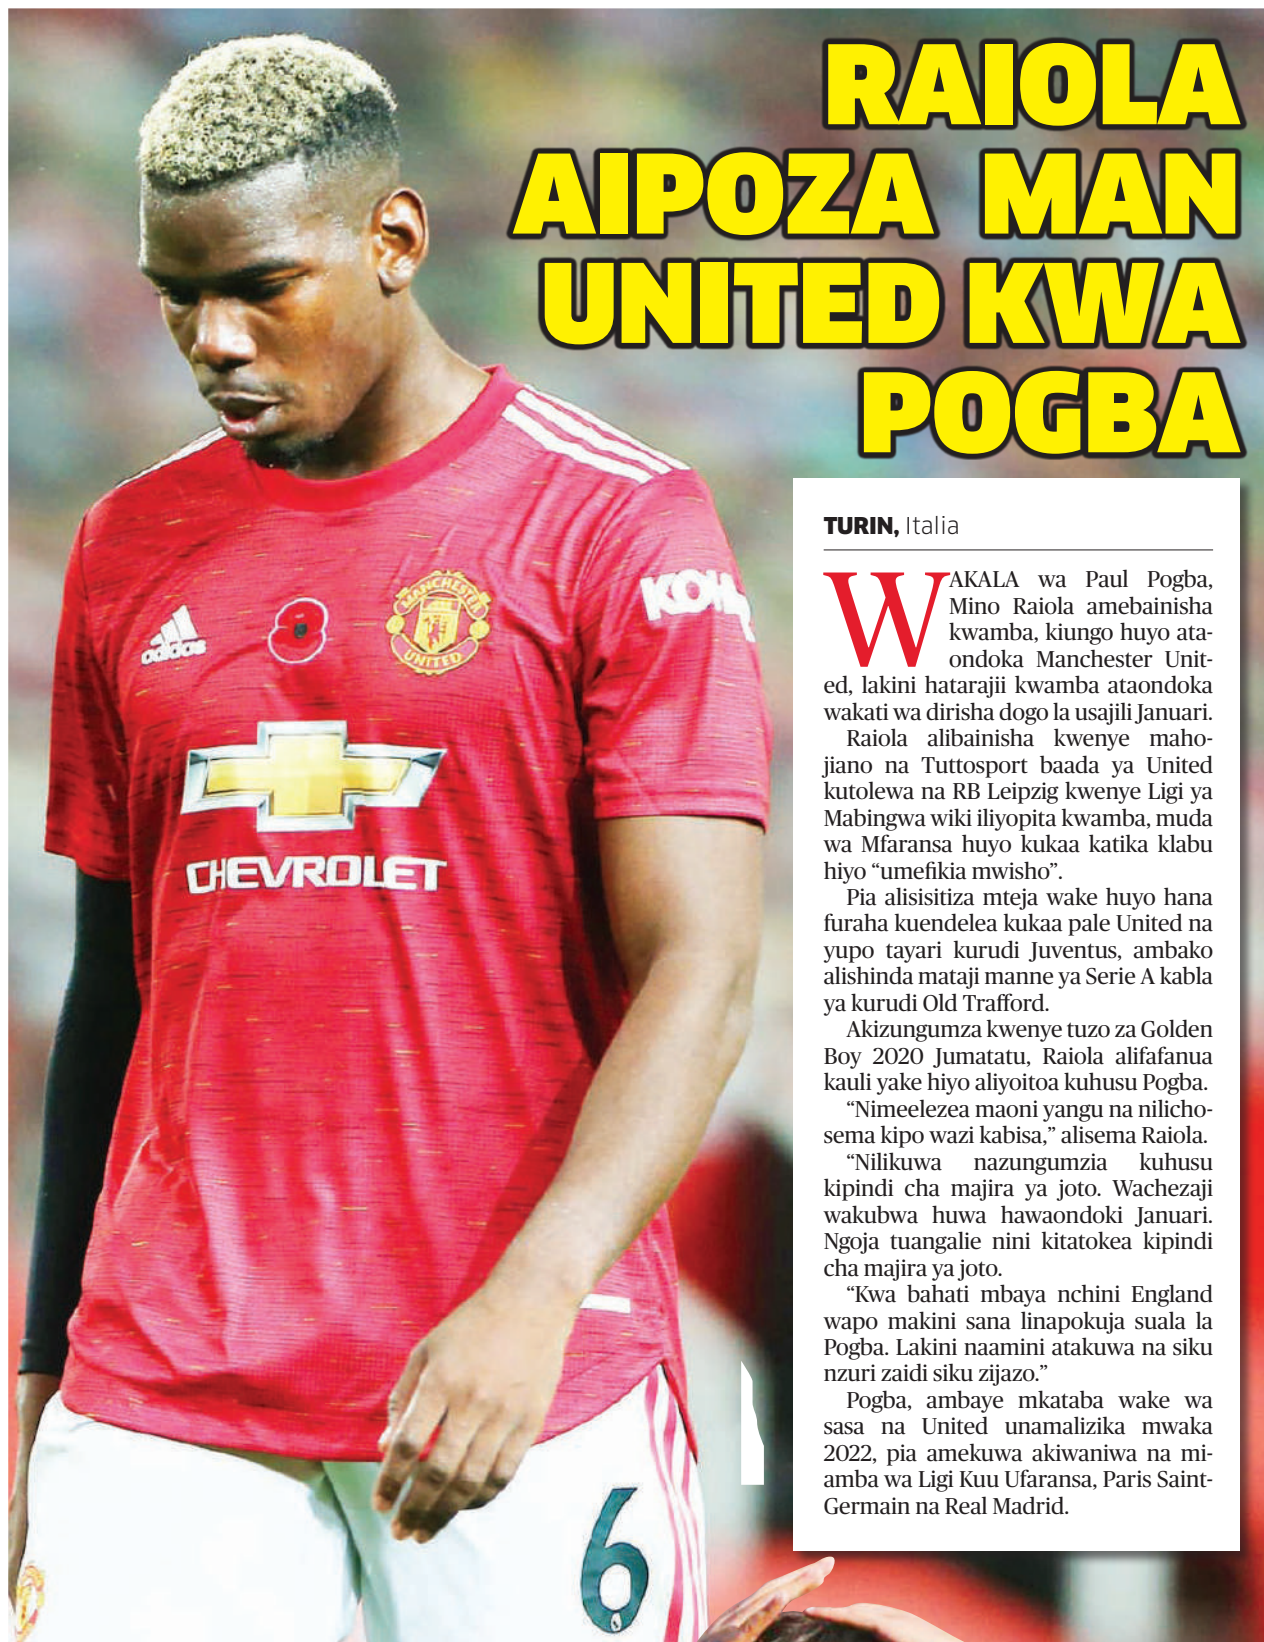 RAIOLA
AIPOZA MAN
UNITED KWA
POGBA
TURIN, Italia
WAKALA wa Paul Pogba,
Mino Raiola amebainisha
kwamba, kiungo huyo ata-
ondoka Manchester Unit-
ed, lakini hatarajii kwamba ataondoka
wakati wa dirisha dogo la usajili Januari.
Raiola alibainisha kwenye maho-
jiano na Tuttosport baada ya United
kutolewa na RB Leipzig kwenye Ligi ya
Mabingwa wiki iliyopita kwamba, muda
wa Mfaransa huyo kukaa katika klabu
hiyo “umefikia mwisho”.
Pia alisisitiza mteja wake huyo hana
furaha kuendelea kukaa pale United na
yupo tayari kurudi Juventus, ambako
alishinda mataji manne ya Serie A kabla
ya kurudi Old Trafford.
Akizungumza kwenye tuzo za Golden
Boy 2020 Jumatatu, Raiola alifafanua
kauli yake hiyo aliyoitoa kuhusu Pogba.
“Nimeelezea maoni yangu na nilicho-
sema kipo wazi kabisa,” alisema Raiola.
“Nilikuwa nazungumzia kuhusu
kipindi cha majira ya joto. Wachezaji
wakubwa huwa hawaondoki Januari.
Ngoja tuangalie nini kitatokea kipindi
cha majira ya joto.
“Kwa bahati mbaya nchini England
wapo makini sana linapokuja suala la
Pogba. Lakini naamini atakuwa na siku
nzuri zaidi siku zijazo.”
Pogba, ambaye mkataba wake wa
sasa na United unamalizika mwaka
2022, pia amekuwa akiwaniwa na mi-
amba wa Ligi Kuu Ufaransa, Paris Saint-
Germain na Real Madrid.
adidas
MANCHESTER
UNITED
CHEVROLET
6